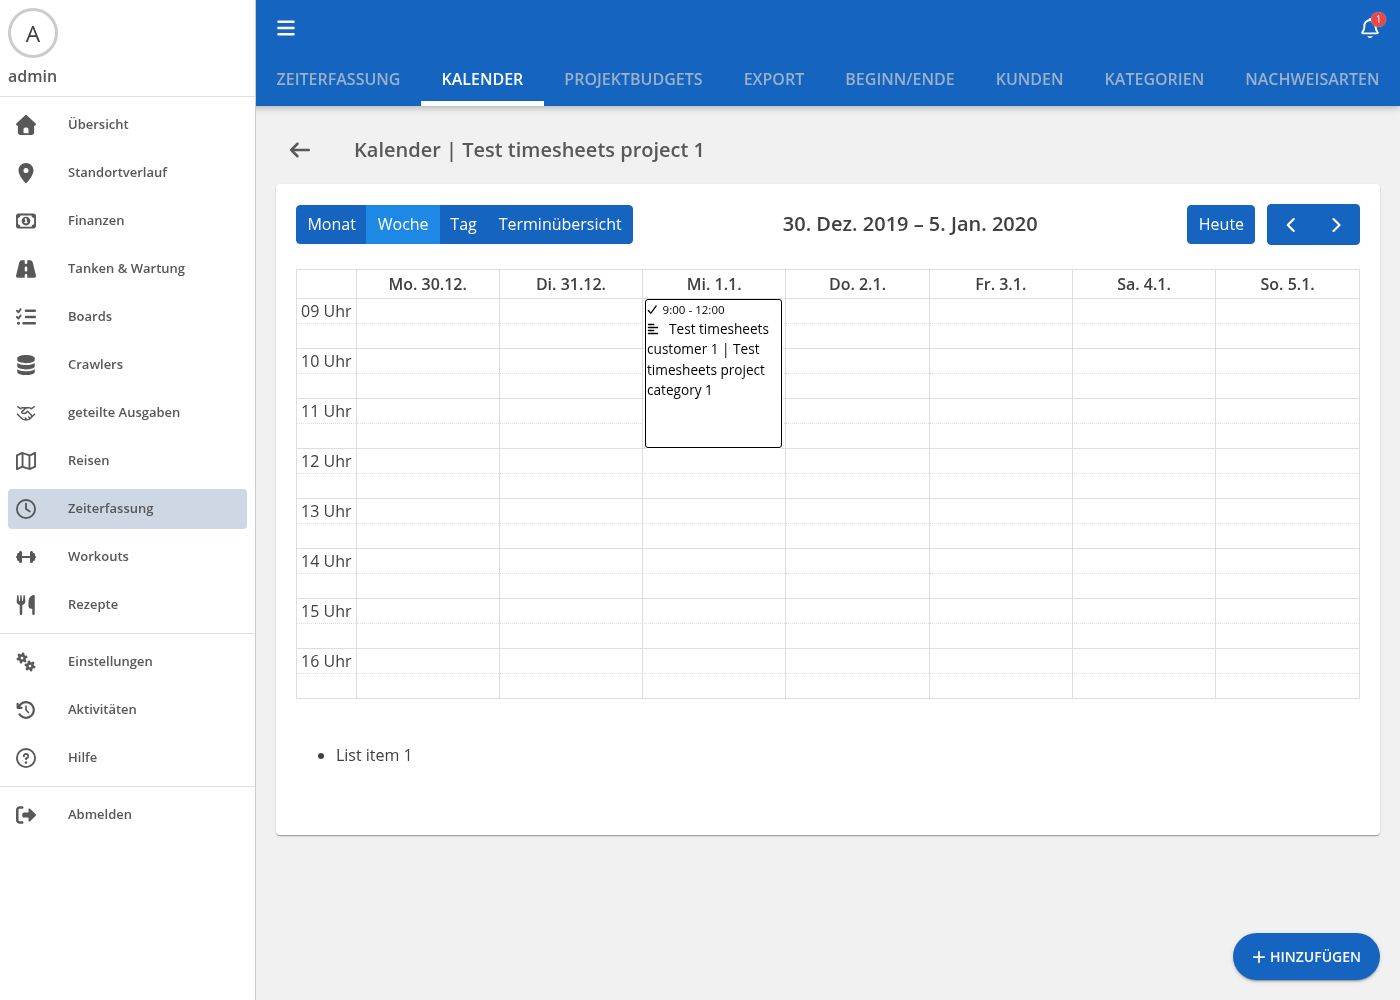 A
admin
Übersicht
Standortverlauf
Finanzen
Tanken & Wartung
Boards
Crawlers
geteilte Ausgaben
Reisen
Zeiterfassung
Workouts
Rezepte
Einstellungen
Aktivitäten
Hilfe
Abmelden
1
ZEITERFASSUNG KALENDER PROJEKTBUDGETS EXPORT BEGINN/ENDE KUNDEN KATEGORIEN NACHWEISARTEN
Kalender | Test timesheets project 1
Monat Woche Tag Terminübersicht 30. Dez. 2019 – 5. Jan. 2020 Heute
Mo. 30.12. Di. 31.12. Mi. 1.1. Do. 2.1. Fr. 3.1. Sa. 4.1. So. 5.1.
09 Uhr
10 Uhr
11 Uhr
12 Uhr
13 Uhr
14 Uhr
15 Uhr
16 Uhr
9:00 - 12:00
Test timesheets
customer 1 | Test
timesheets project
category 1
• List item 1
HINZUFÜGEN